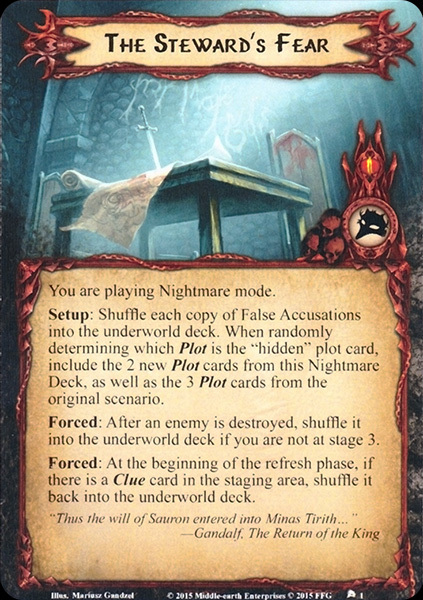 THE STEWARD'S FEAR
You are playing Nightmare mode.
Setup: Shuffle each copy of False Accusations
into the underworld deck. When randomly
determining which Plot is the “hidden” plot card,
include the 2 new Plot cards from this Nightmare
Deck, as well as the 3 Plot cards from the
original scenario.
Forced: After an enemy is destroyed, shuffle it
into the underworld deck if you are not at stage 3.
Forced: At the beginning of the refresh phase, if
there is a Clue card in the staging area, shuffle it
back into the underworld deck.
“Thus the will of Sauron entered into Minas Tirith...”
—Gandalf, The Return of the King
Illus. Mariusz Gandzel © 2015 Middle-earth Enterprises © 2015 FFG 1